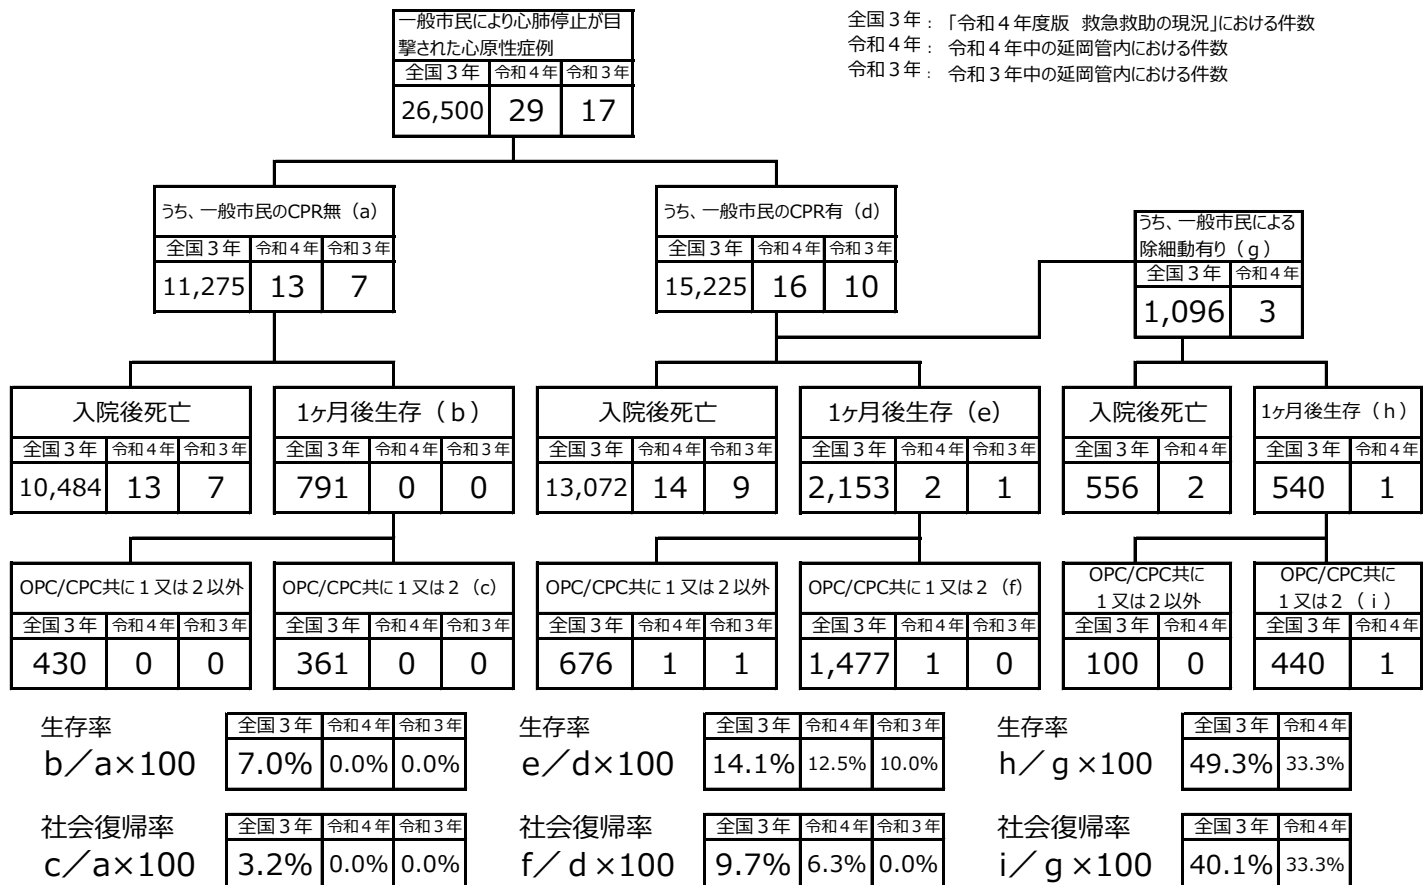 一般市民により心肺停止が目
撃された心原性症例
全国３年 令和４年 令和３年
26,500 29 17
全国３年： 「令和４年度版 救急救助の現況」における件数
令和４年： 令和４年中の延岡管内における件数
令和３年： 令和３年中の延岡管内における件数
うち、一般市民のCPR無（a）
全国３年 令和４年 令和３年
11,275 13 7
うち、一般市民のCPR有（d）
全国３年 令和４年 令和３年
15,225 16 10
うち、一般市民による
除細動有り（ｇ）
全国３年 令和４年
1,096 3
入院後死亡
全国３年 令和４年 令和３年
10,484 13 7
1ヶ月後生存（ｂ）
全国３年 令和４年 令和３年
791 0 0
入院後死亡
全国３年 令和４年 令和３年
13,072 14 9
1ヶ月後生存（e）
全国３年 令和４年 令和３年
2,153 2 1
入院後死亡
全国３年 令和４年
556 2
1ヶ月後生存（ｈ）
全国３年 令和４年
540 1
OPC/CPC共に１又は２以外
全国３年 令和４年 令和３年
430 0 0
OPC/CPC共に１又は２（c）
全国３年 令和４年 令和３年
361 0 0
OPC/CPC共に１又は２以外
全国３年 令和４年 令和３年
676 1 1
OPC/CPC共に１又は２（f）
全国３年 令和４年 令和３年
1,477 1 0
OPC/CPC共に
１又は２以外
全国３年 令和４年
100 0
OPC/CPC共に
１又は２（ｉ）
全国３年 令和４年
440 1
生存率
b／a×100
全国３年 令和４年 令和３年
7.0% 0.0% 0.0%
生存率
e／d×100
全国３年 令和４年 令和３年
14.1% 12.5% 10.0%
生存率
h／ｇ×100
全国３年 令和４年
49.3% 33.3%
社会復帰率
c／a×100
全国３年 令和４年 令和３年
3.2% 0.0% 0.0%
社会復帰率
f／ｄ×100
全国３年 令和４年 令和３年
9.7% 6.3% 0.0%
社会復帰率
i／ｇ×100
全国３年 令和４年
40.1% 33.3%